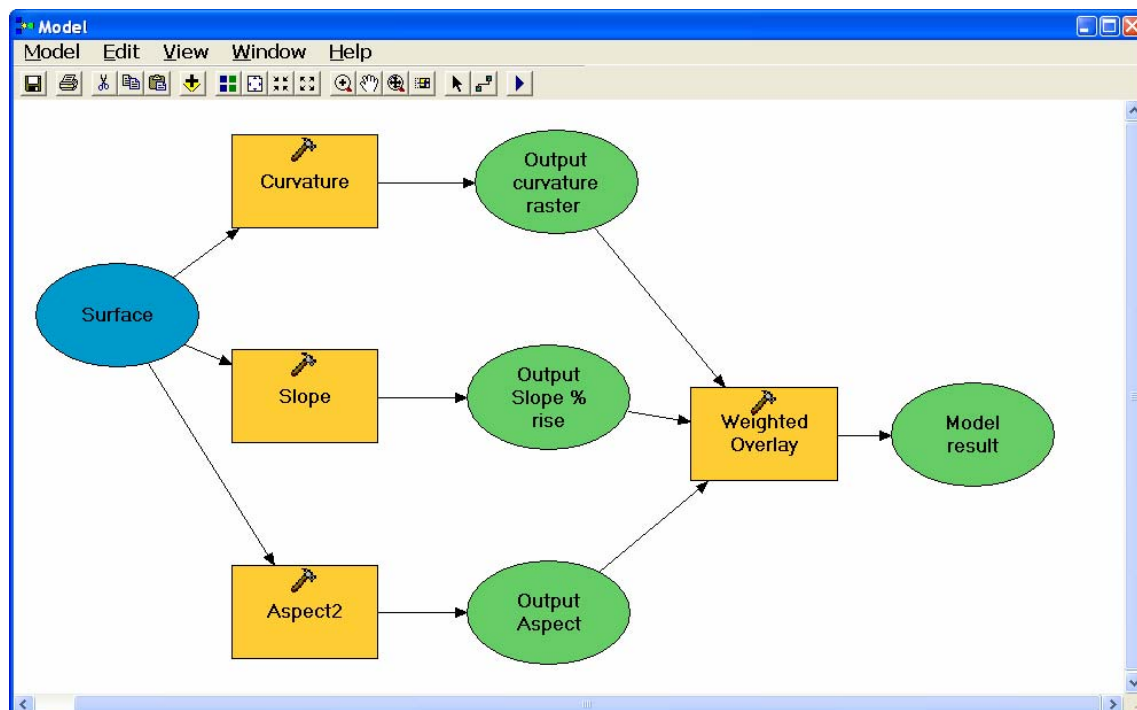 Model
Model Edit View Window Help
Curvature
Output
curvature
raster
Surface
Slope
Output
Slope %
rise
Weighted
Overlay
Model
result
Aspect2
Output
Aspect